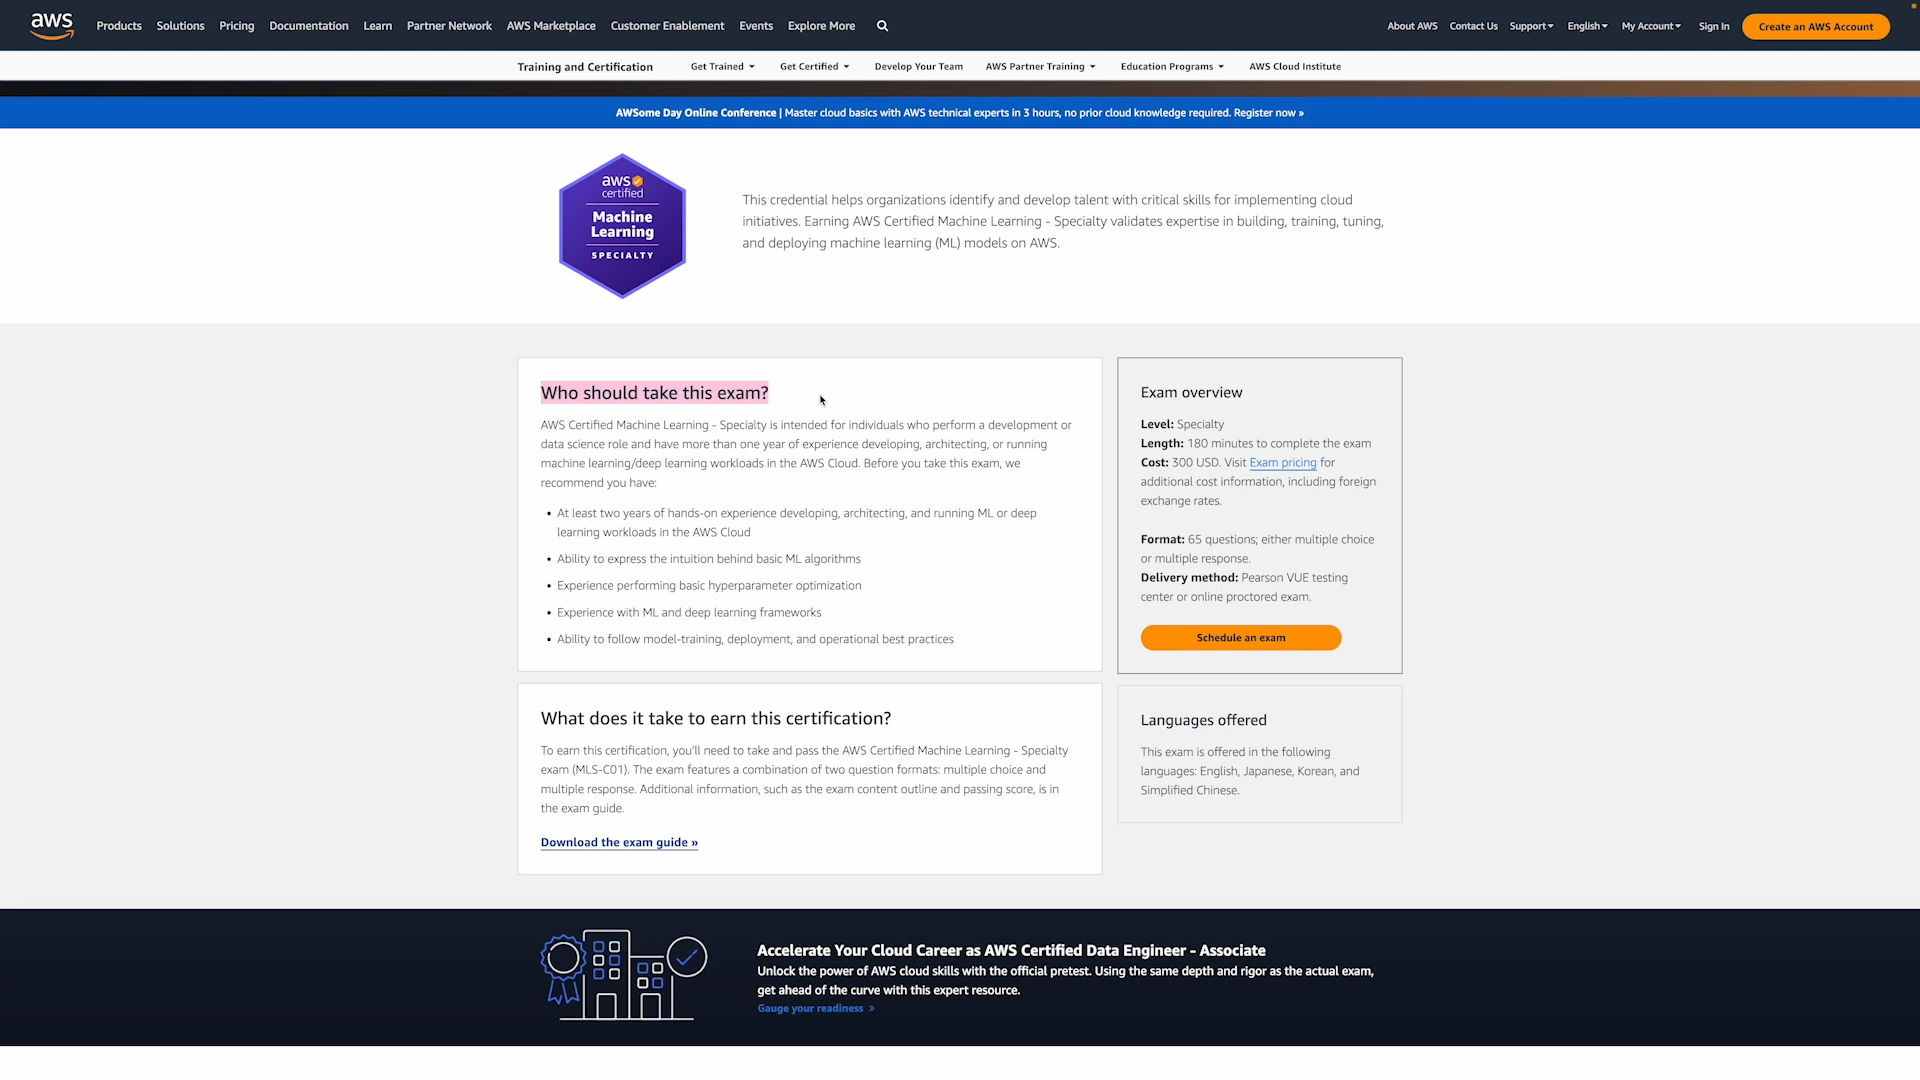 aws
Products
Solutions
Pricing
Documentation
Learn
Partner Network
AWS Marketplace
Customer Enablement
Events
Explore More
About AWS
Contact Us
Support
English
My Account
Sign In
Create an AWS Account
Training and Certification
Get Trained
Get Certified
Develop Your Team
AWS Partner Training
Education Programs
AWS Cloud Institute
AWSome Day Online Conference | Master cloud basics with AWS technical experts in 3 hours, no prior cloud knowledge required. Register now »
aws
certified
Machine
Learning
SPECIALTY
This credential helps organizations identify and develop talent with critical skills for implementing cloud
initiatives. Earning AWS Certified Machine Learning - Specialty validates expertise in building, training, tuning,
and deploying machine learning (ML) models on AWS.
Who should take this exam?
AWS Certified Machine Learning - Specialty is intended for individuals who perform a development or
data science role and have more than one year of experience developing, architecting, or running
machine learning/deep learning workloads in the AWS Cloud. Before you take this exam, we
recommend you have:
• At least two years of hands-on experience developing, architecting, and running ML or deep
learning workloads in the AWS Cloud
• Ability to express the intuition behind basic ML algorithms
• Experience performing basic hyperparameter optimization
• Experience with ML and deep learning frameworks
• Ability to follow model-training, deployment, and operational best practices
Exam overview
Level: Specialty
Length: 180 minutes to complete the exam
Cost: 300 USD. Visit Exam pricing for
additional cost information, including foreign
exchange rates.
Format: 65 questions; either multiple choice
or multiple response.
Delivery method: Pearson VUE testing
center or online proctored exam.
Schedule an exam
What does it take to earn this certification?
To earn this certification, you'll need to take and pass the AWS Certified Machine Learning - Specialty
exam (MLS-C01). The exam features a combination of two question formats: multiple choice and
multiple response. Additional information, such as the exam content outline and passing score, is in
the exam guide.
Download the exam guide »
Languages offered
This exam is offered in the following
languages: English, Japanese, Korean, and
Simplified Chinese.
Accelerate Your Cloud Career as AWS Certified Data Engineer - Associate
Unlock the power of AWS cloud skills with the official pretest. Using the same depth and rigor as the actual exam,
get ahead of the curve with this expert resource.
Gauge your readiness »